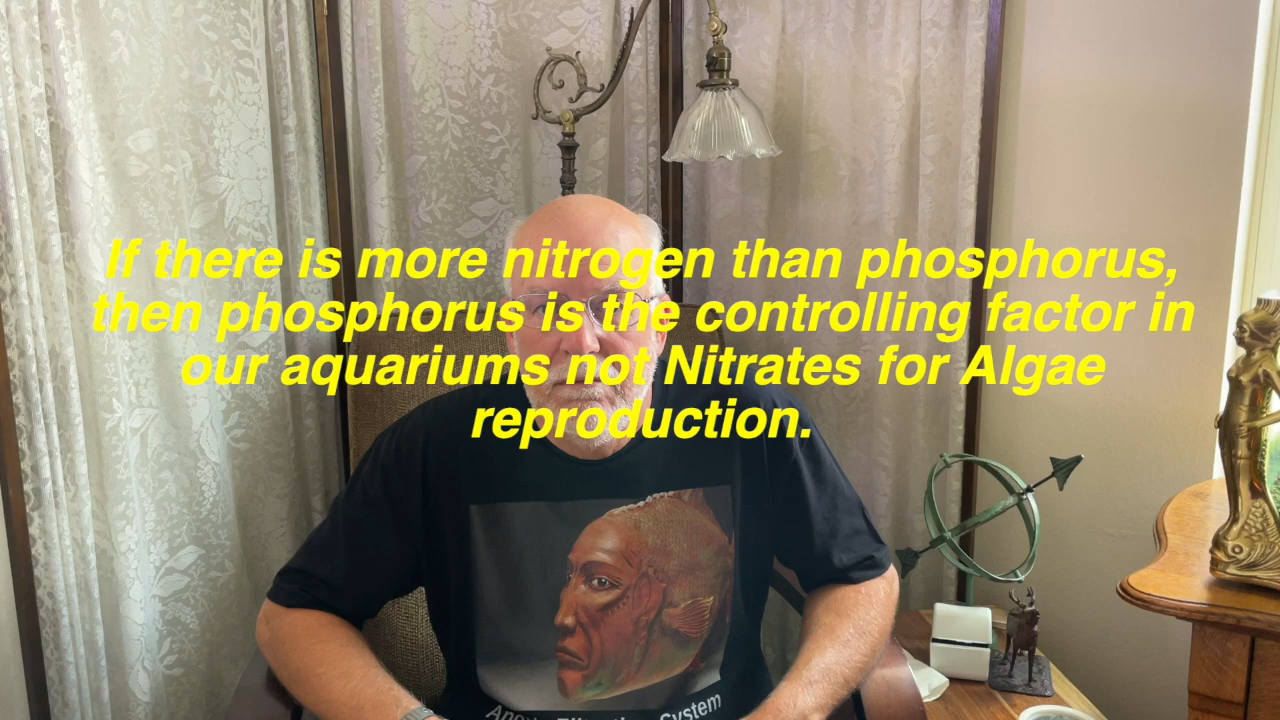 If there is more nitrogen than phosphorus,
then phosphorus is the controlling factor in
our aquariums not Nitrates for Algae
reproduction.
System